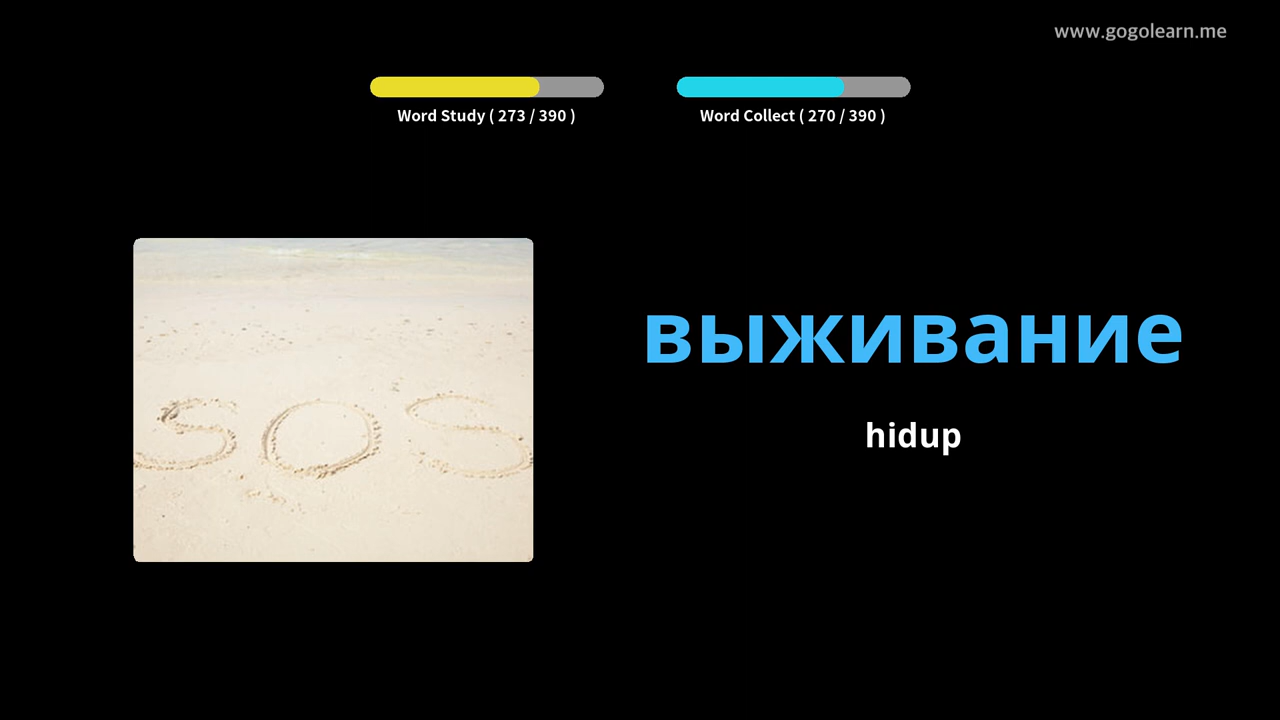 www.gogolearn.me
Word Study ( 273 / 390 )
Word Collect ( 270 / 390 )
SOS
выживание
hidup